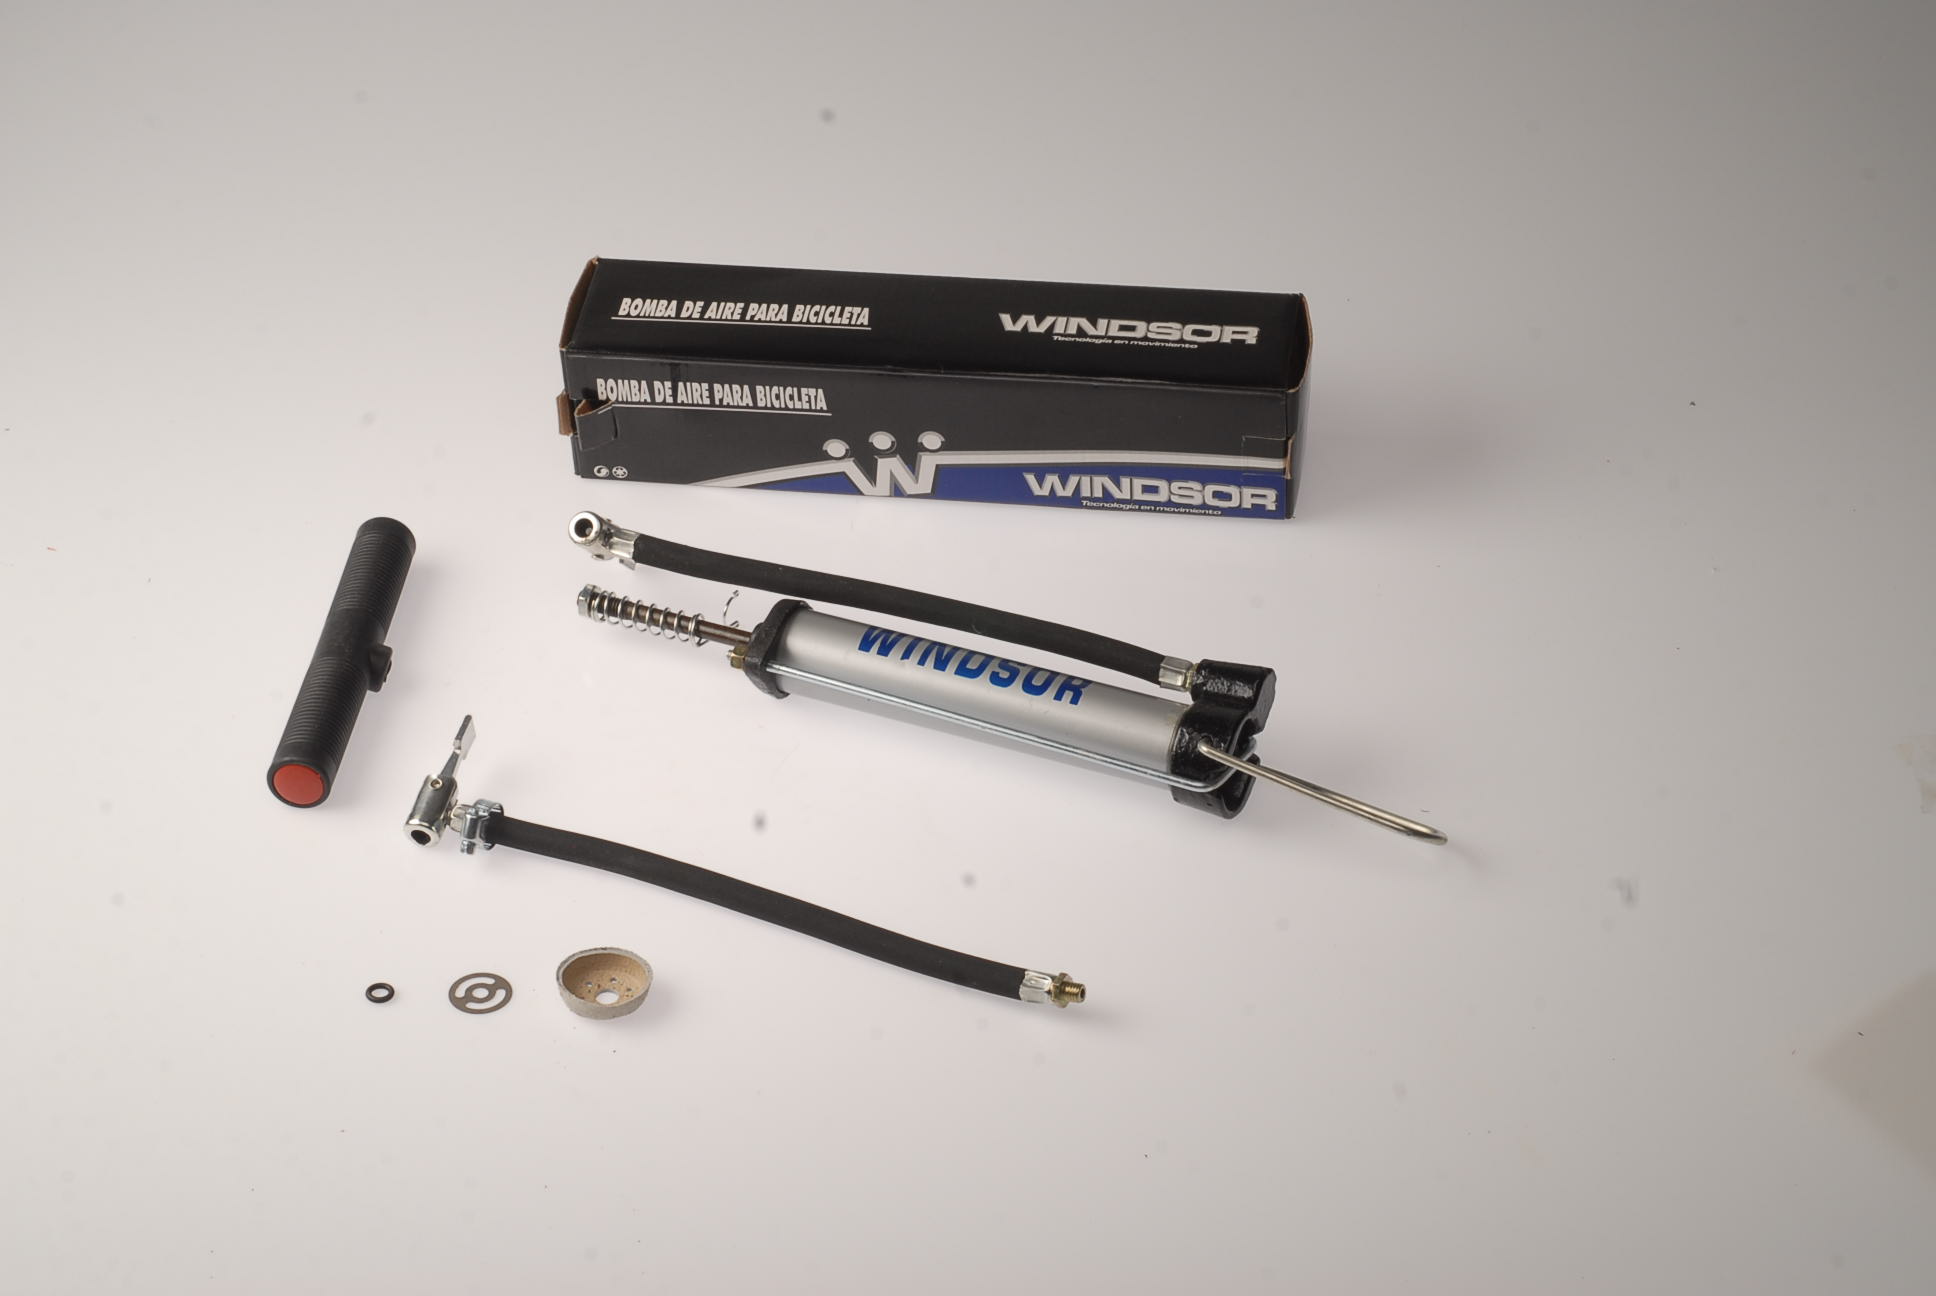 BOMBA DE AIRE PARA BICICLETA
WINDSOR
Tecnología en movimiento
BOMBA DE AIRE PARA BICICLETA
W
WINDSOR
Tecnología en movimiento
WINDSOR